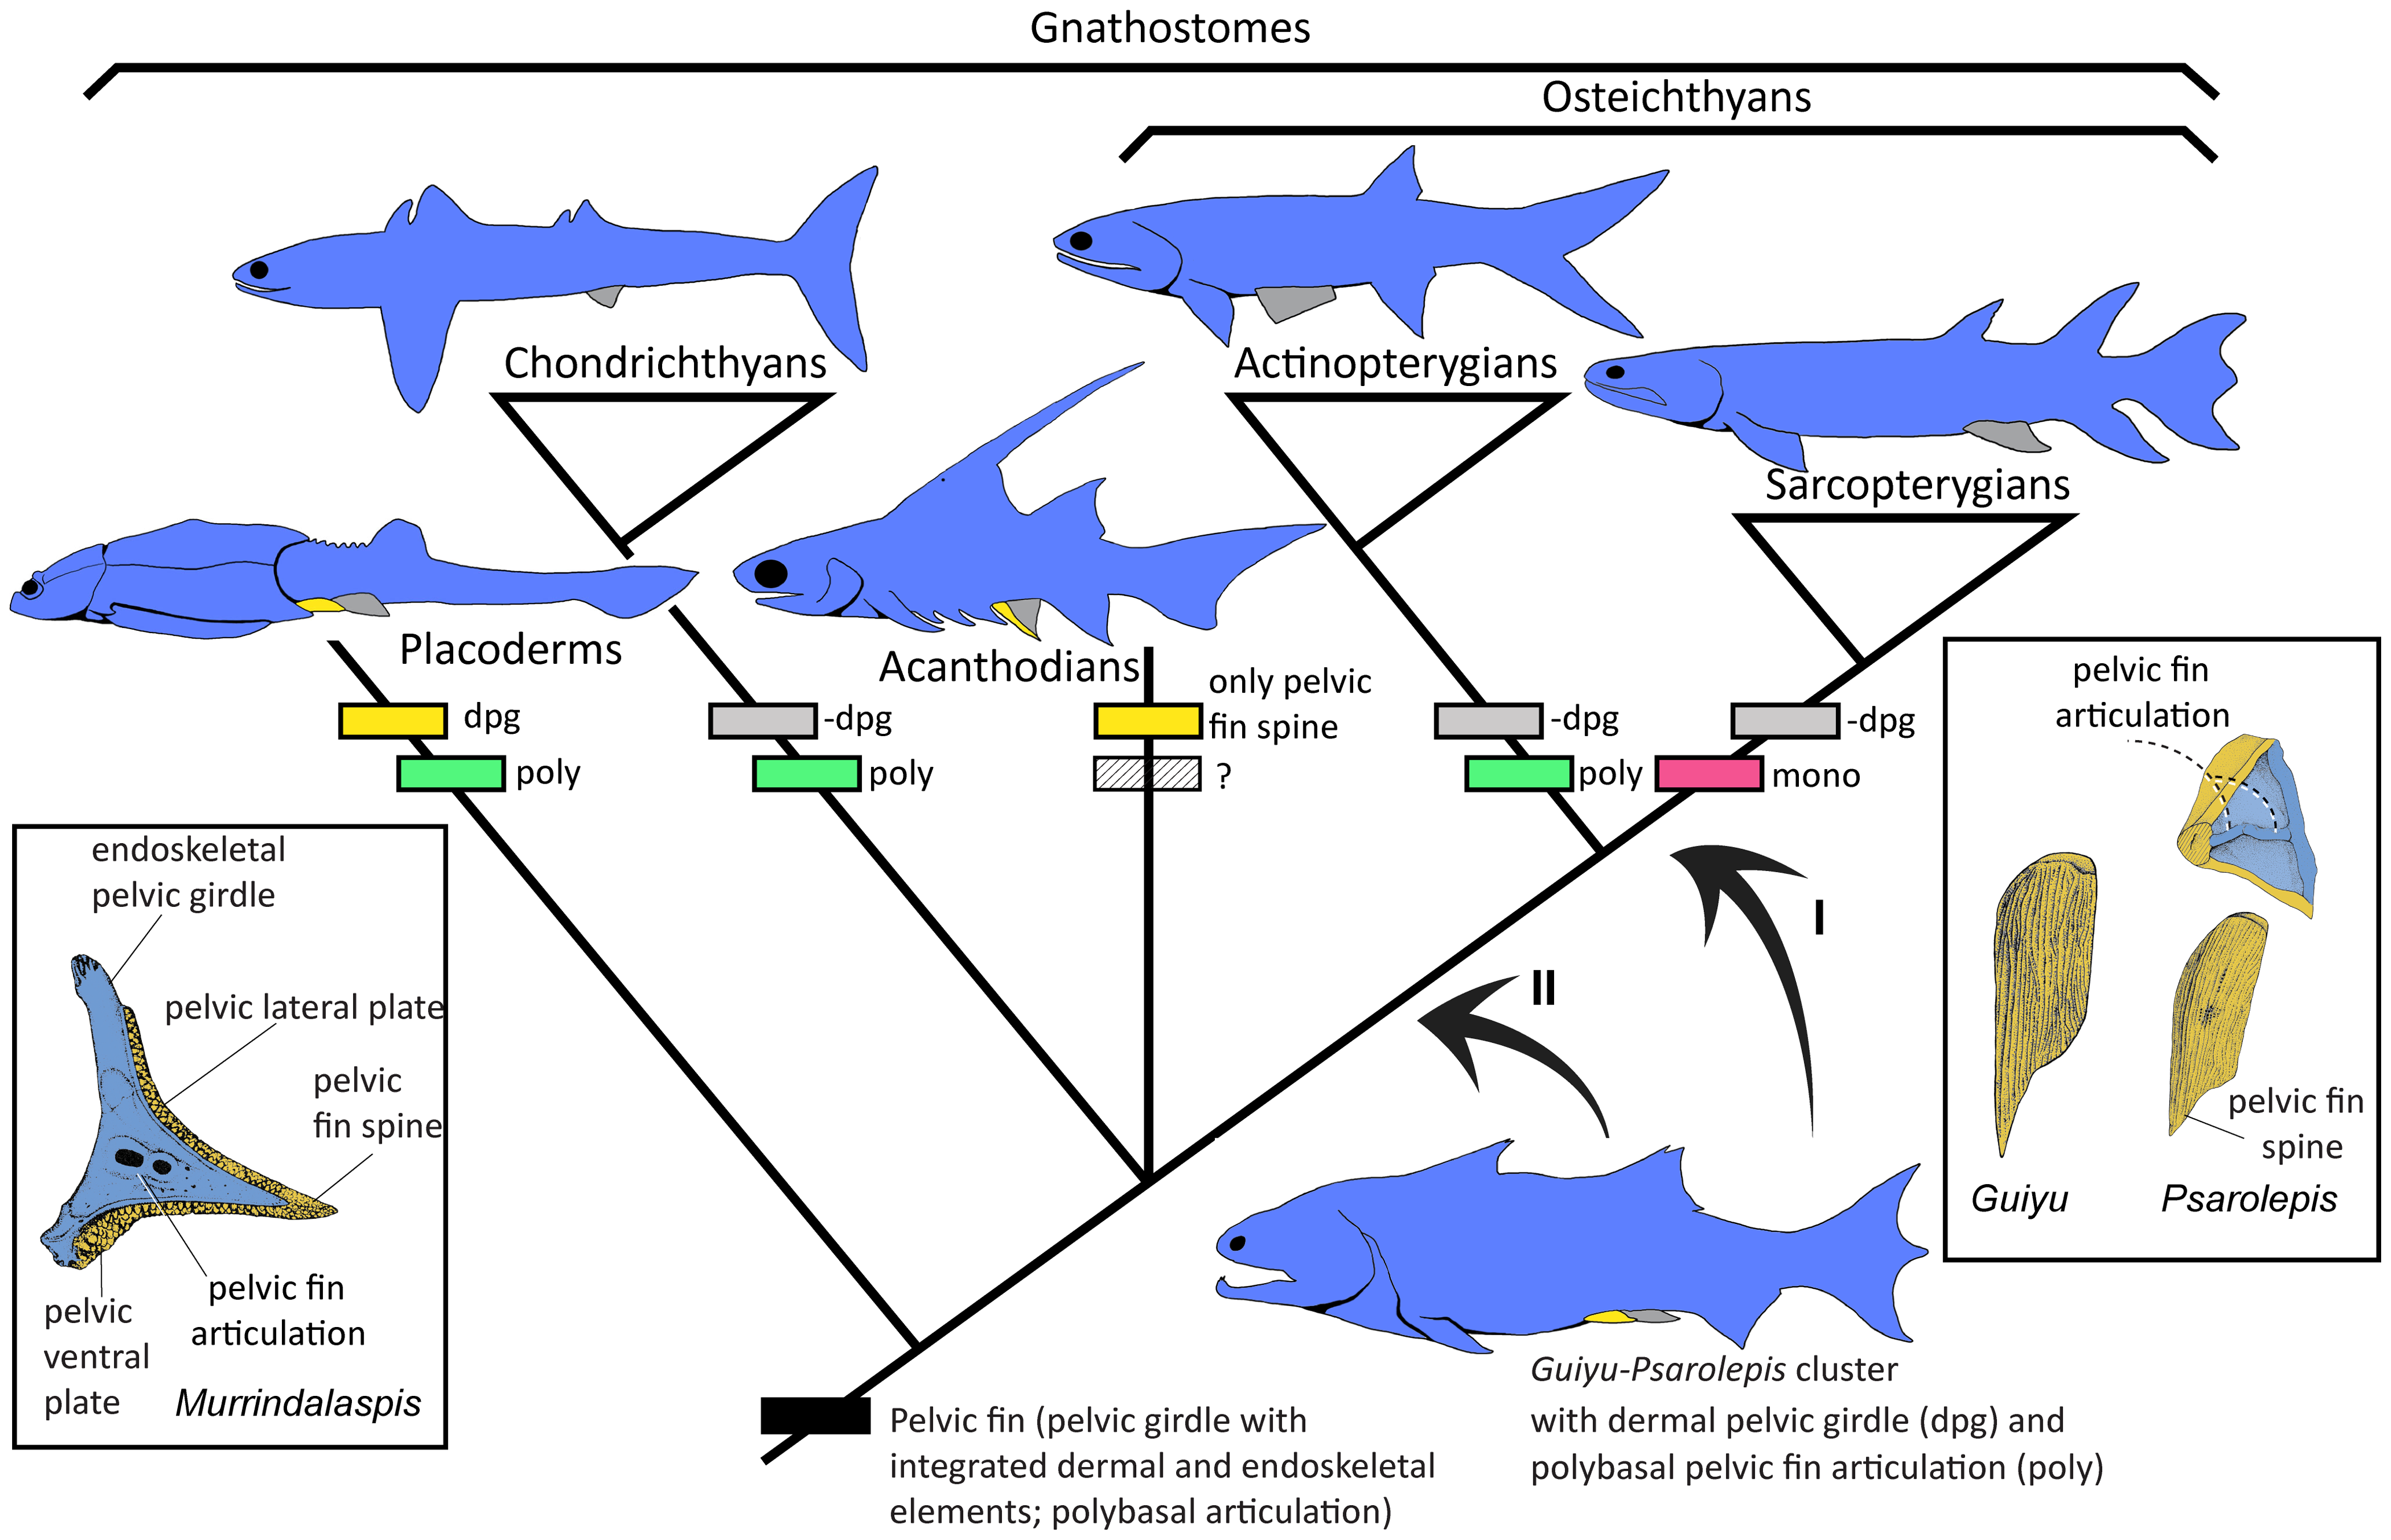 Gnathostomes
Osteichthyans
Chondrichthyans
Actinopterygians
Sarcopterygians
Placoderms
Acanthodians
dpg
poly
-dpg
poly
only pelvic
fin spine
?
-dpg
poly
-dpg
mono
endoskeletal
pelvic girdle
pelvic lateral plate
pelvic
fin spine
pelvic fin
articulation
pelvic
ventral
plate
Murrindalaspis
I
II
pelvic fin
articulation
pelvic fin
spine
Guiyu
Psarolepis
Pelvic fin (pelvic girdle with
integrated dermal and endoskeletal
elements; polybasal articulation)
Guiyu-Psarolepis cluster
with dermal pelvic girdle (dpg) and
polybasal pelvic fin articulation (poly)